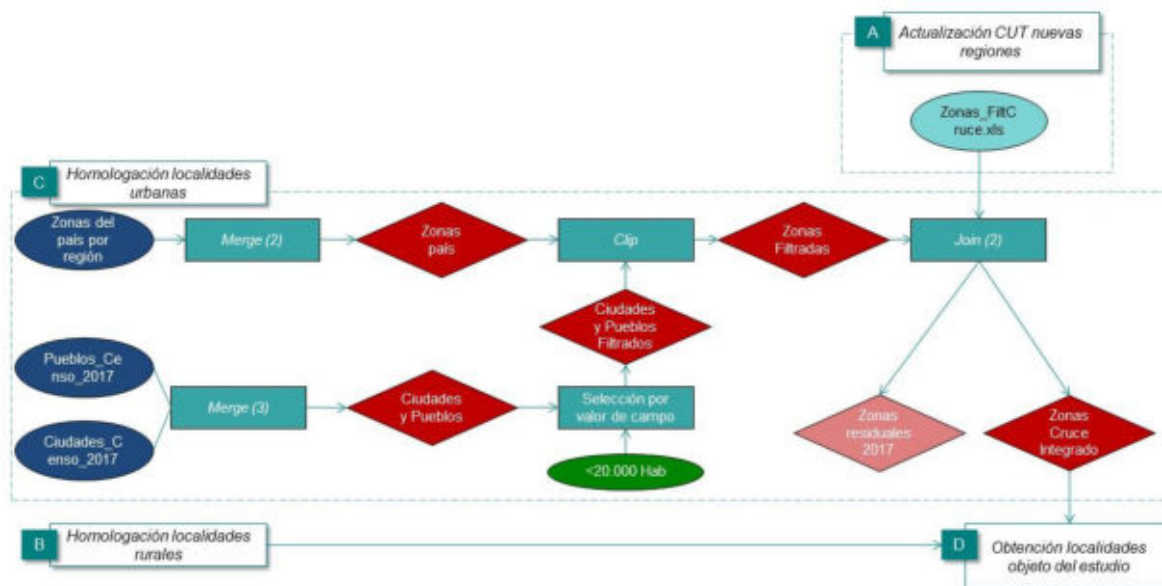 A
Actualización CUT nuevas
regiones
Zonas_FiltC
ruce.xls
C
Homologación localidades
urbanas
Zonas del
país por
región
Merge (2)
Zonas
país
Clip
Zonas
Filtradas
Join (2)
Ciudades
y Pueblos
Filtrados
Pueblos_Ce
nso_2017
Merge (3)
Ciudades
y Pueblos
Selección por
valor de campo
Ciudades_C
enso_2017
<20.000 Hab
Zonas
residuales
2017
Zonas
Cruce
Integrado
B
Homologación localidades
rurales
D
Obtención localidades
objeto del estudio